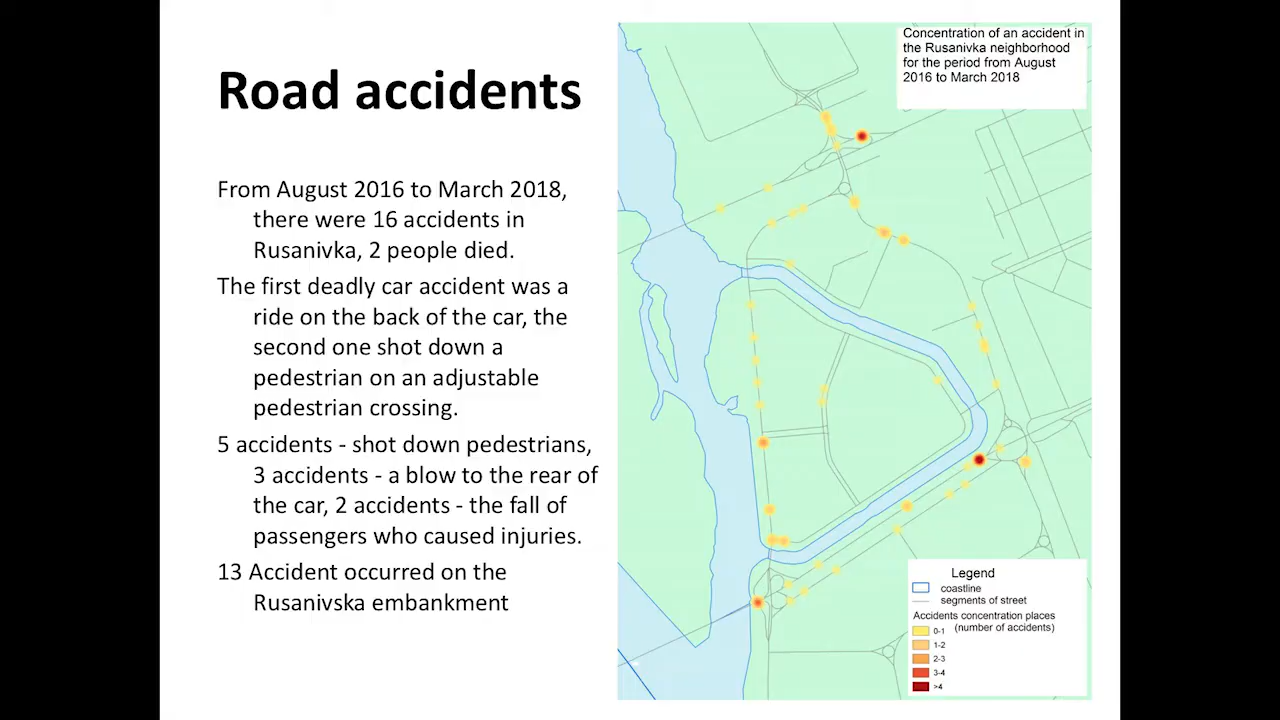 Road accidents
From August 2016 to March 2018,
there were 16 accidents in
Rusanivka, 2 people died.
The first deadly car accident was a
ride on the back of the car, the
second one shot down a
pedestrian on an adjustable
pedestrian crossing.
5 accidents - shot down pedestrians,
3 accidents - a blow to the rear of
the car, 2 accidents - the fall of
passengers who caused injuries.
13 Accident occurred on the
Rusanivska embankment
Concentration of an accident in
the Rusanivka neighborhood
for the period from August
2016 to March 2018
Legend
coastline
segments of street
Accidents concentration places
(number of accidents)
0-1
1-2
2-3
3-4
>4